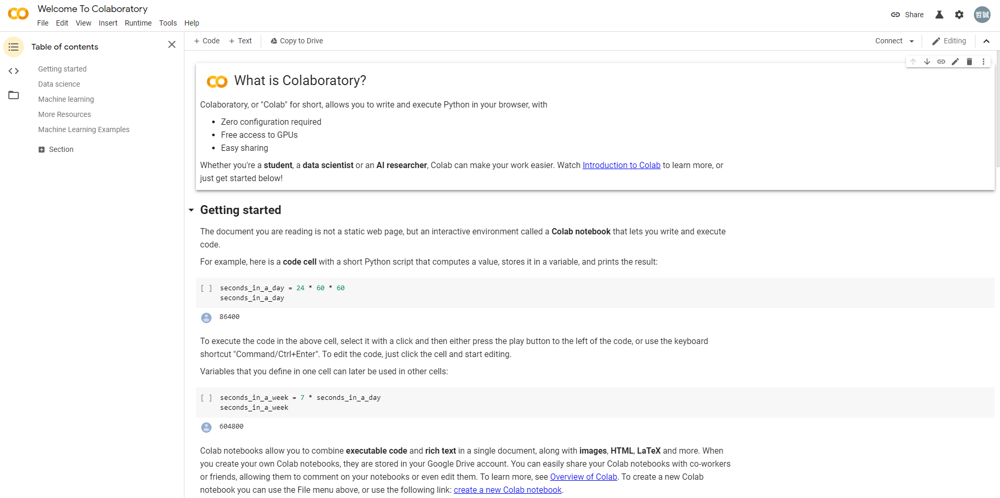 Welcome To Colaboratory
File Edit View Insert Runtime Tools Help
Share
哲誠
Table of contents
Getting started
Data science
Machine learning
More Resources
Machine Learning Examples
Section
+ Code + Text Copy to Drive
Connect Editing
What is Colaboratory?
Colaboratory, or "Colab" for short, allows you to write and execute Python in your browser, with
• Zero configuration required
• Free access to GPUs
• Easy sharing
Whether you're a student, a data scientist or an AI researcher, Colab can make your work easier. Watch Introduction to Colab to learn more, or
just get started below!
Getting started
The document you are reading is not a static web page, but an interactive environment called a Colab notebook that lets you write and execute
code.
For example, here is a code cell with a short Python script that computes a value, stores it in a variable, and prints the result:
[ ] seconds_in_a_day = 24 * 60 * 60
seconds_in_a_day
86400
To execute the code in the above cell, select it with a click and then either press the play button to the left of the code, or use the keyboard
shortcut "Command/Ctrl+Enter". To edit the code, just click the cell and start editing.
Variables that you define in one cell can later be used in other cells:
[ ] seconds_in_a_week = 7 * seconds_in_a_day
seconds_in_a_week
604800
Colab notebooks allow you to combine executable code and rich text in a single document, along with images, HTML, LaTeX and more. When
you create your own Colab notebooks, they are stored in your Google Drive account. You can easily share your Colab notebooks with co-workers
or friends, allowing them to comment on your notebooks or even edit them. To learn more, see Overview of Colab. To create a new Colab
notebook you can use the File menu above, or use the following link: create a new Colab notebook.